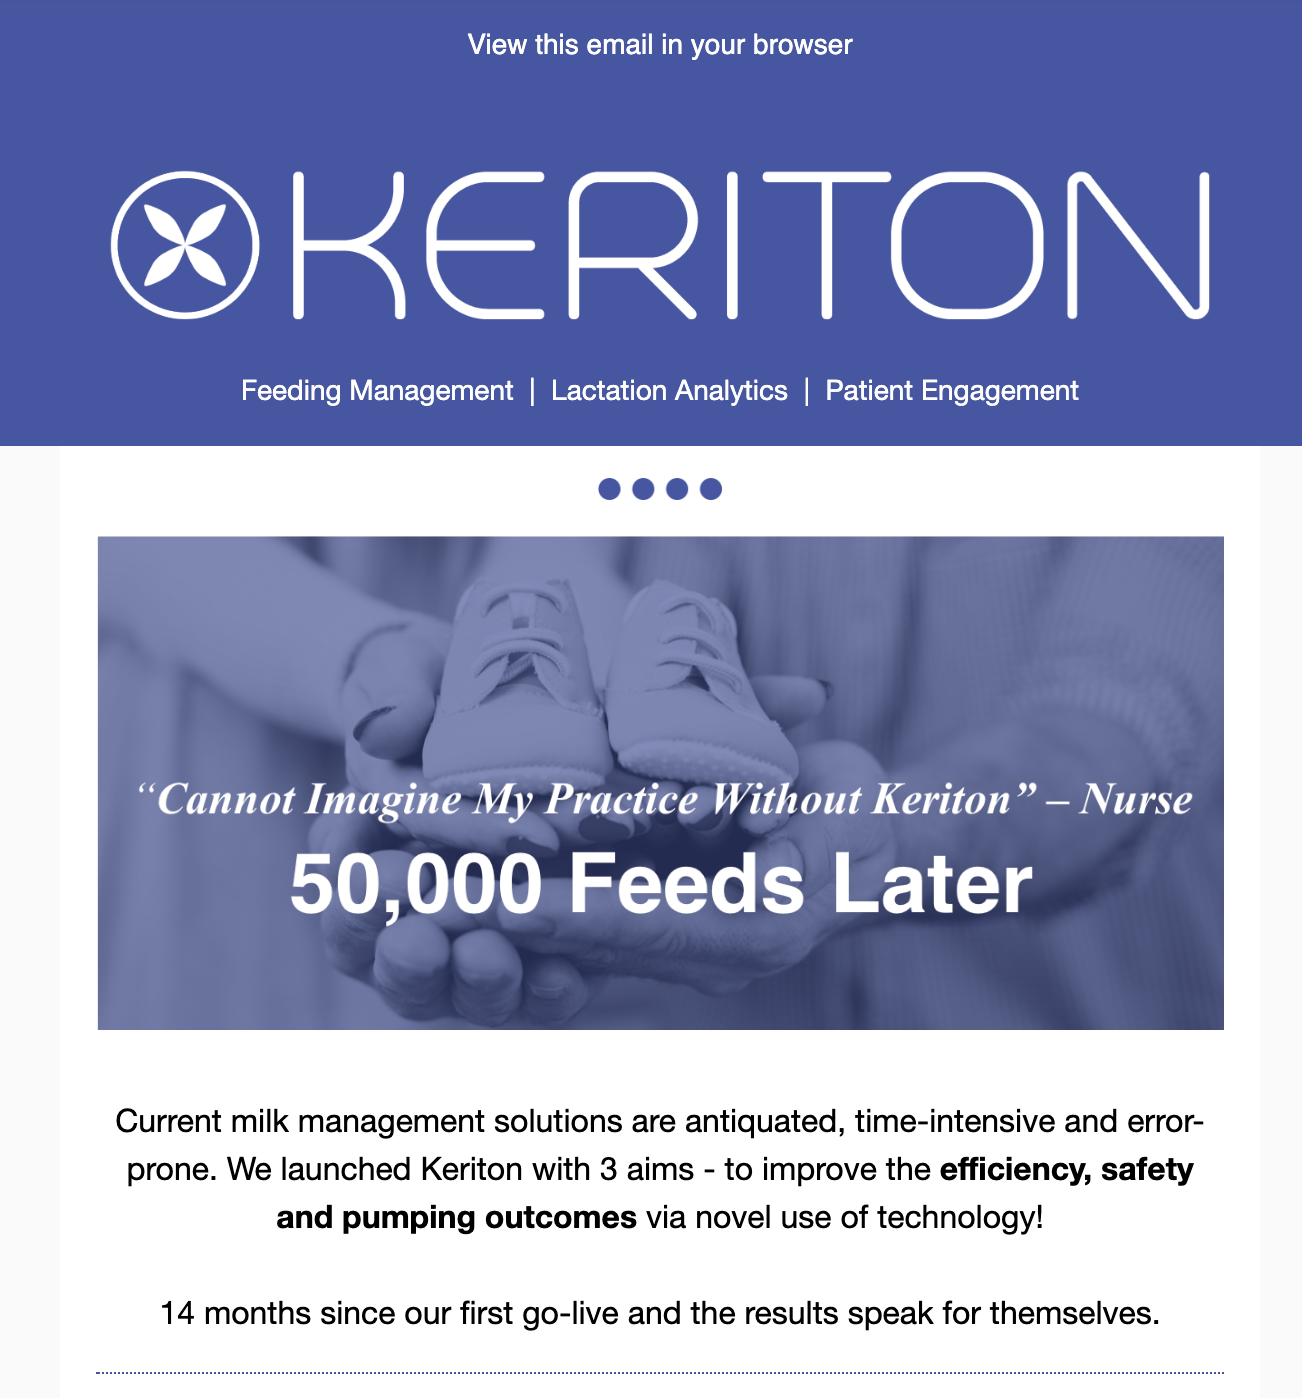 View this email in your browser
KERITON
Feeding Management | Lactation Analytics | Patient Engagement
“Cannot Imagine My Practice Without Keriton” – Nurse
50,000 Feeds Later
Current milk management solutions are antiquated, time-intensive and error-
prone. We launched Keriton with 3 aims - to improve the efficiency, safety
and pumping outcomes via novel use of technology!
14 months since our first go-live and the results speak for themselves.